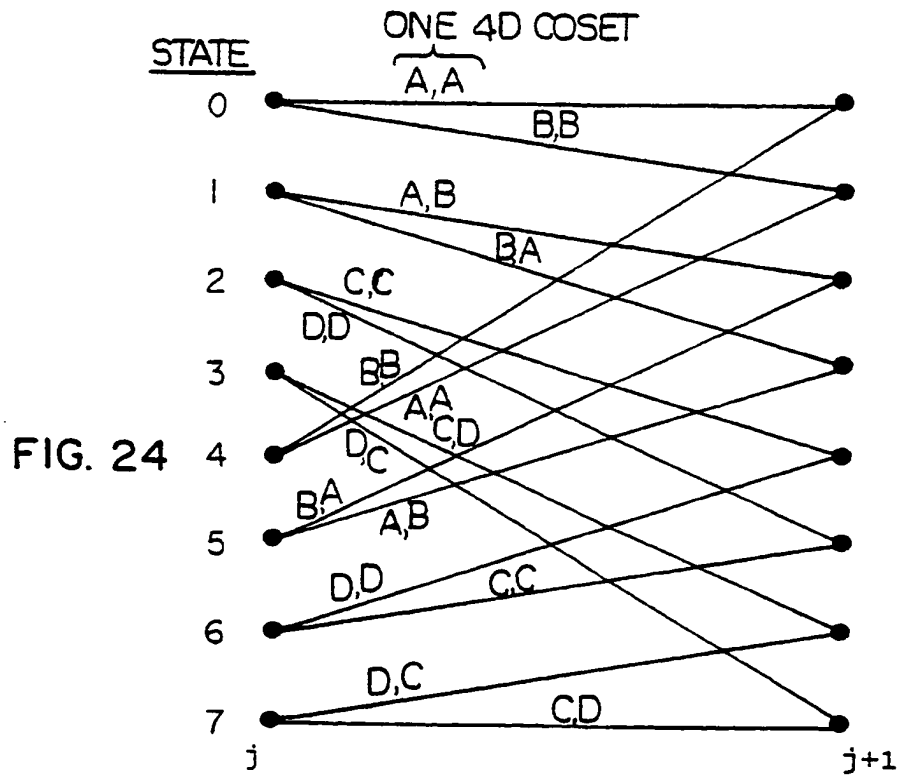 ONE 4D COSET
STATE
A,A
0
B,B
1
A,B
B,A
2
C,C
D,D
3
B,B
A,A
C,D
D,C
FIG. 24
4
B,A
A,B
5
D,D
C,C
6
D,C
C,D
7
j
j+1